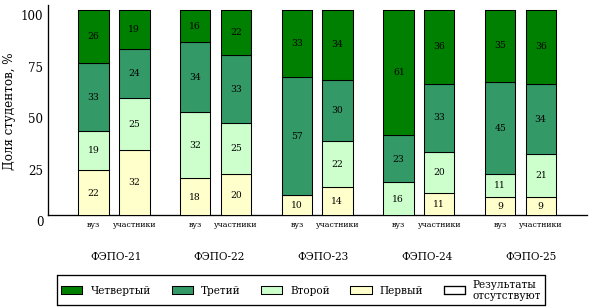 Доля студентов, %
100
75
50
25
0
26 19 16 22 33 34 61 36 35 36
33 24 34 33 57 30 23 33 45 34
19 25 32 25 22 16 20 11 21
22 32 18 20 10 14 11 9 9
вуз участники вуз участники вуз участники вуз участники вуз участники
ФЭПО-21 ФЭПО-22 ФЭПО-23 ФЭПО-24 ФЭПО-25
Четвертый Третий Второй Первый Результаты
отсутствуют